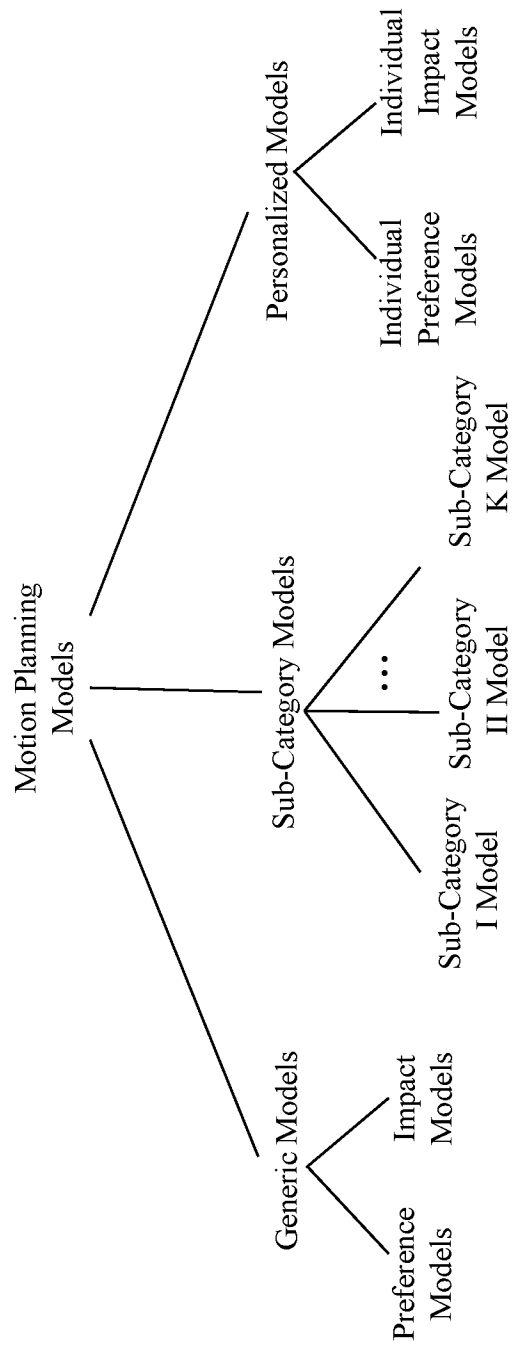 Motion Planning
Models
Generic Models
Sub-Category Models
Personalized Models
Preference
Models
Impact
Models
Sub-Category
I Model
Sub-Category
II Model
...
Sub-Category
K Model
Individual
Preference
Models
Individual
Impact
Models